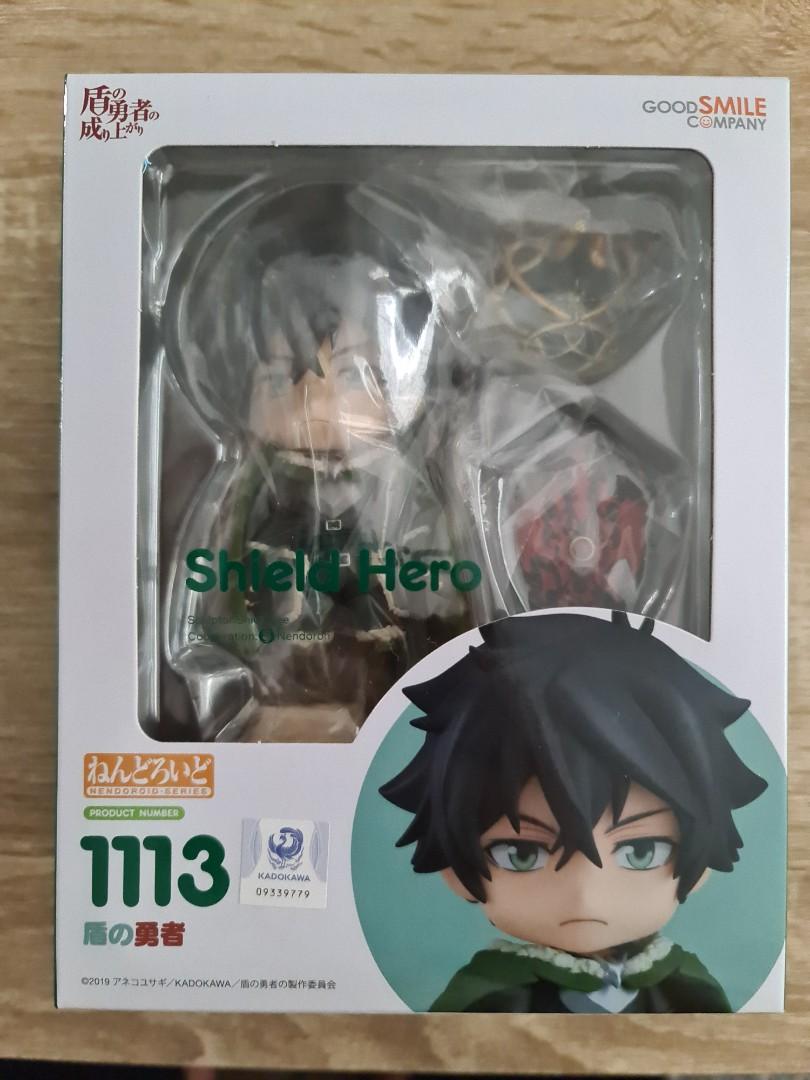 盾の勇者の
成り上がり
GOOD SMILE
COMPANY
Shield Hero
Nendoron
ねんどろいど
NENDOROID·SERIES
PRODUCT NUMBER
1113
KADOKAWA
09339779
盾の勇者
©2019 アネコユサギ／KADOKAWA／盾の勇者の製作委員会